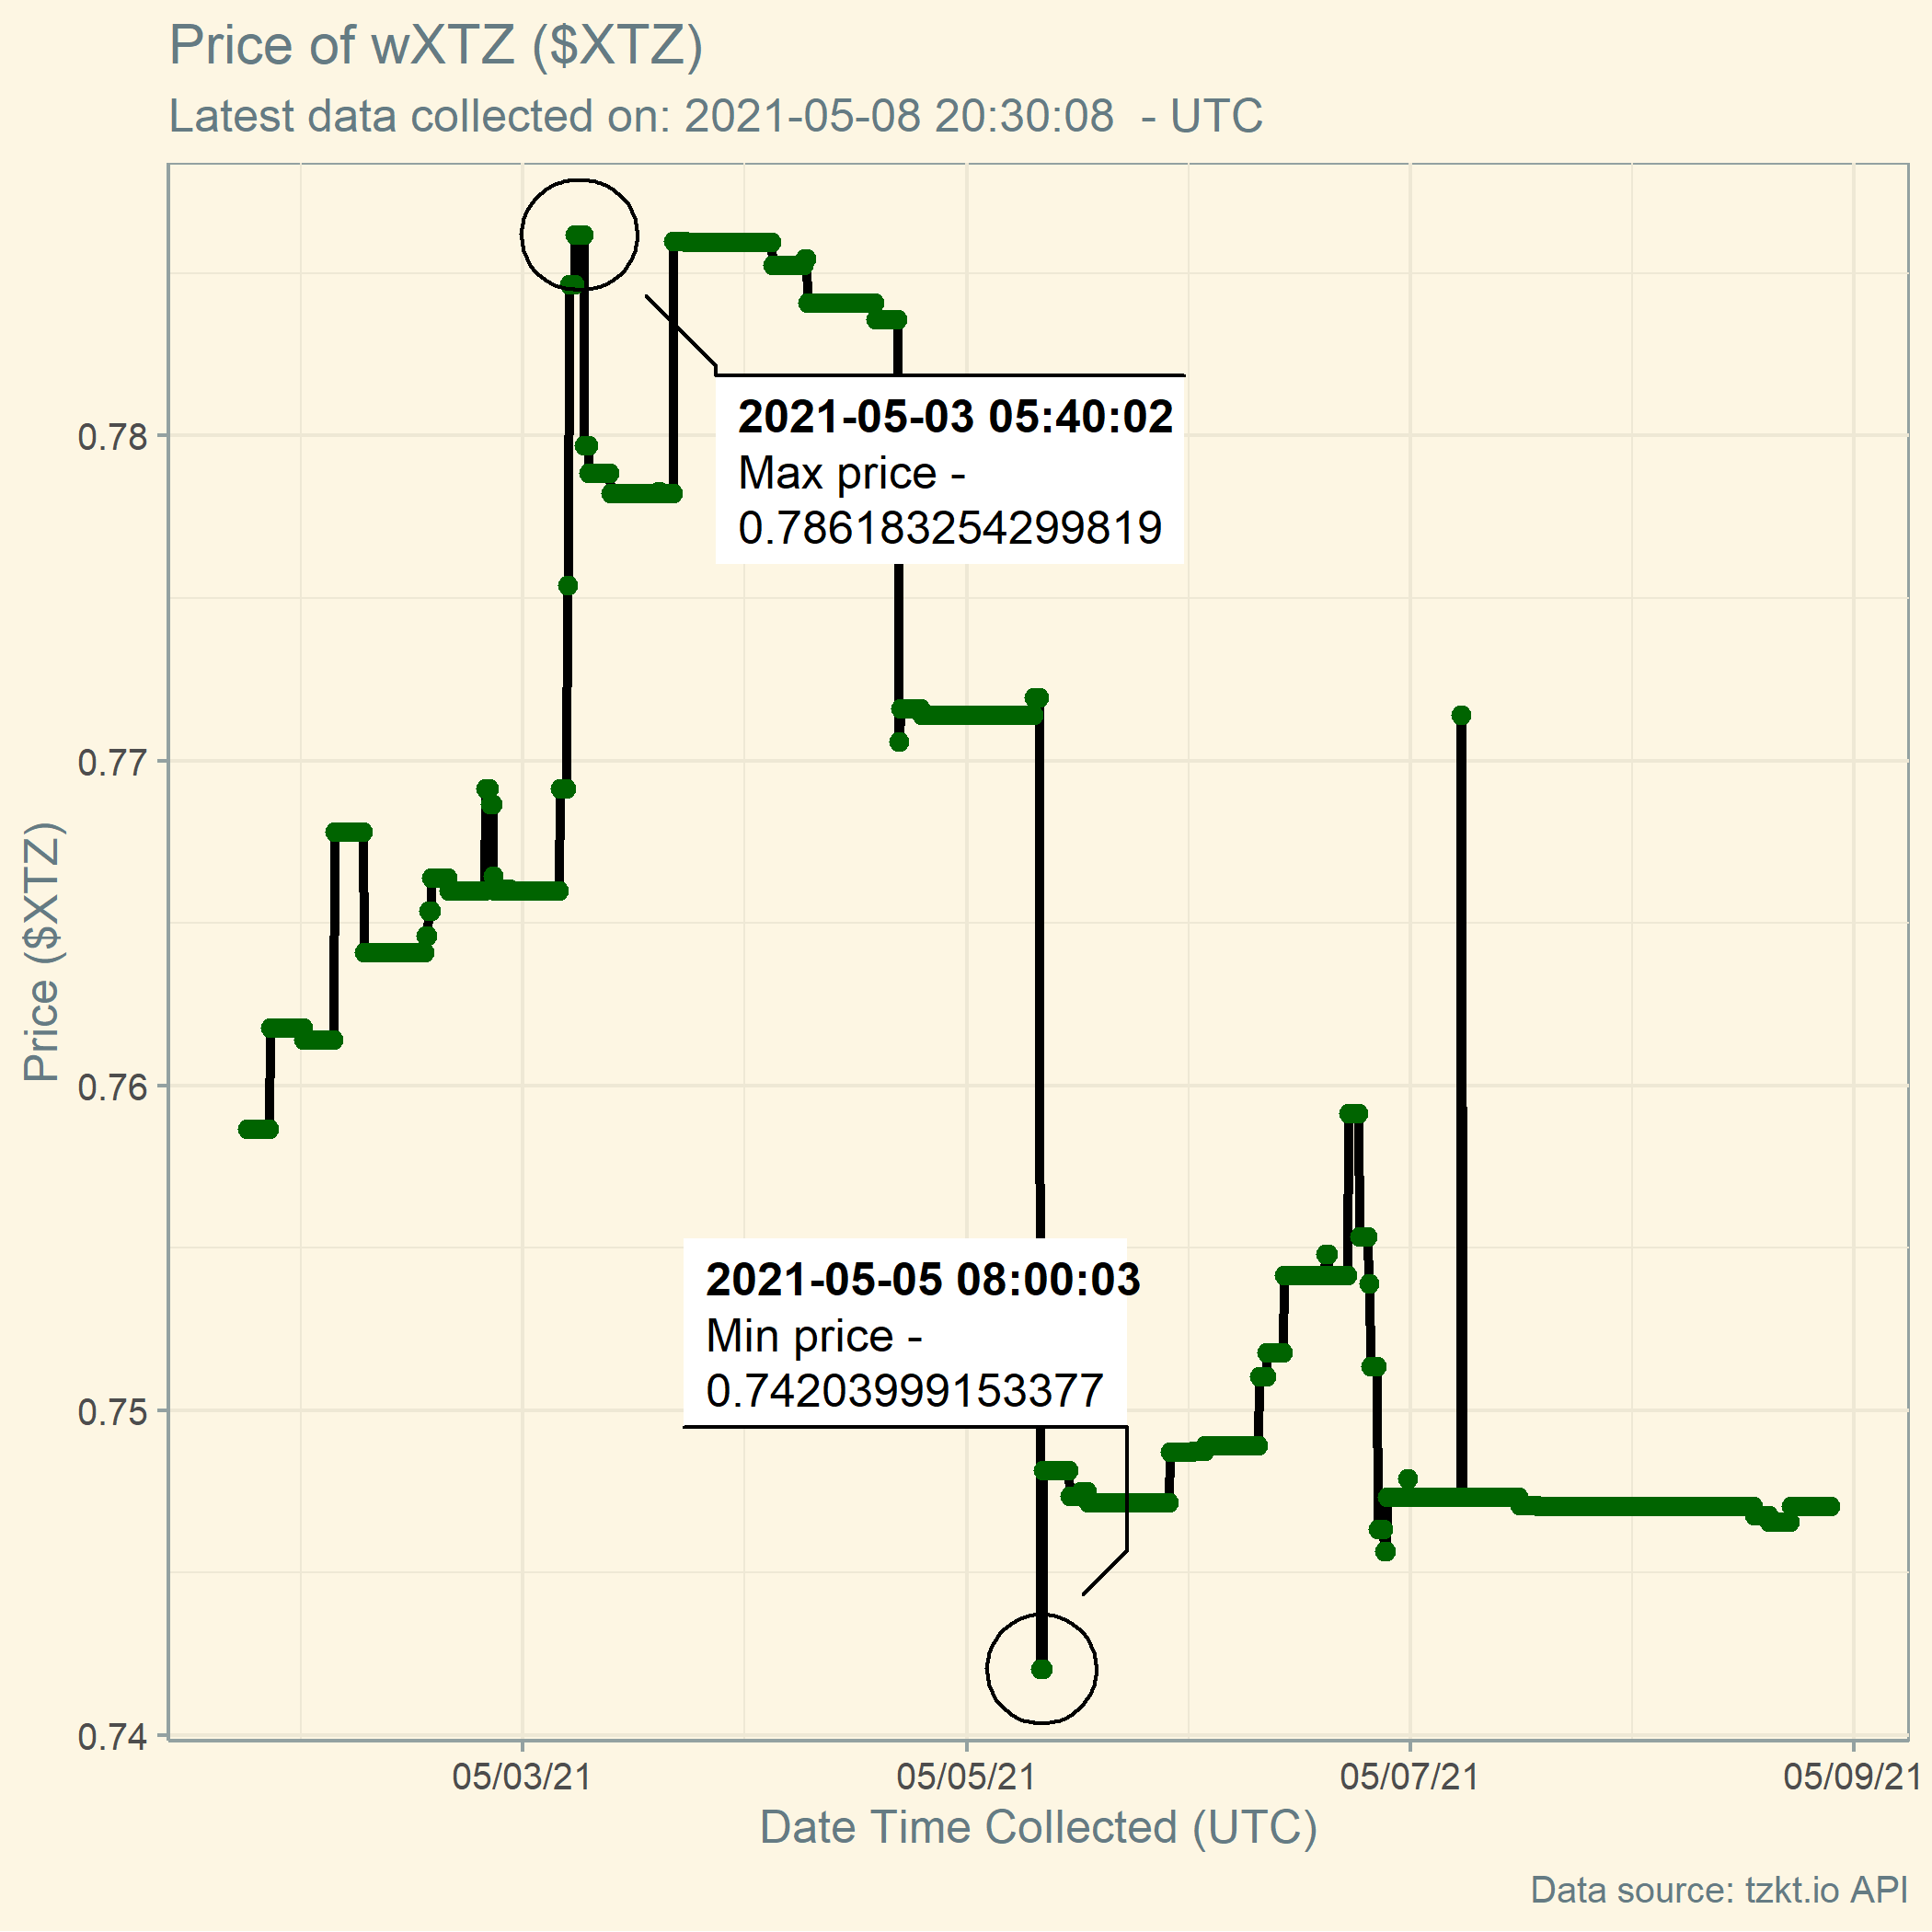 Price of wXTZ ($XTZ)
Latest data collected on: 2021-05-08 20:30:08  - UTC
Price ($XTZ)
0.78
0.77
0.76
0.75
0.74
2021-05-03 05:40:02
Max price -
0.786183254299819
2021-05-05 08:00:03
Min price -
0.74203999153377
05/03/21
05/05/21
05/07/21
05/09/21
Date Time Collected (UTC)
Data source: tzkt.io API